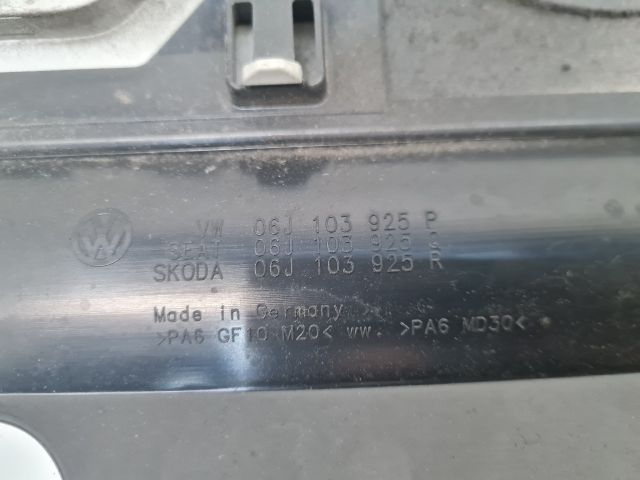 VW 06J 103 925 P
SEAT 06J 103 925
SKODA 06J 103 925 R
Made in Germany
>PA6 GF10 M20< ww. >PA6 MD30<